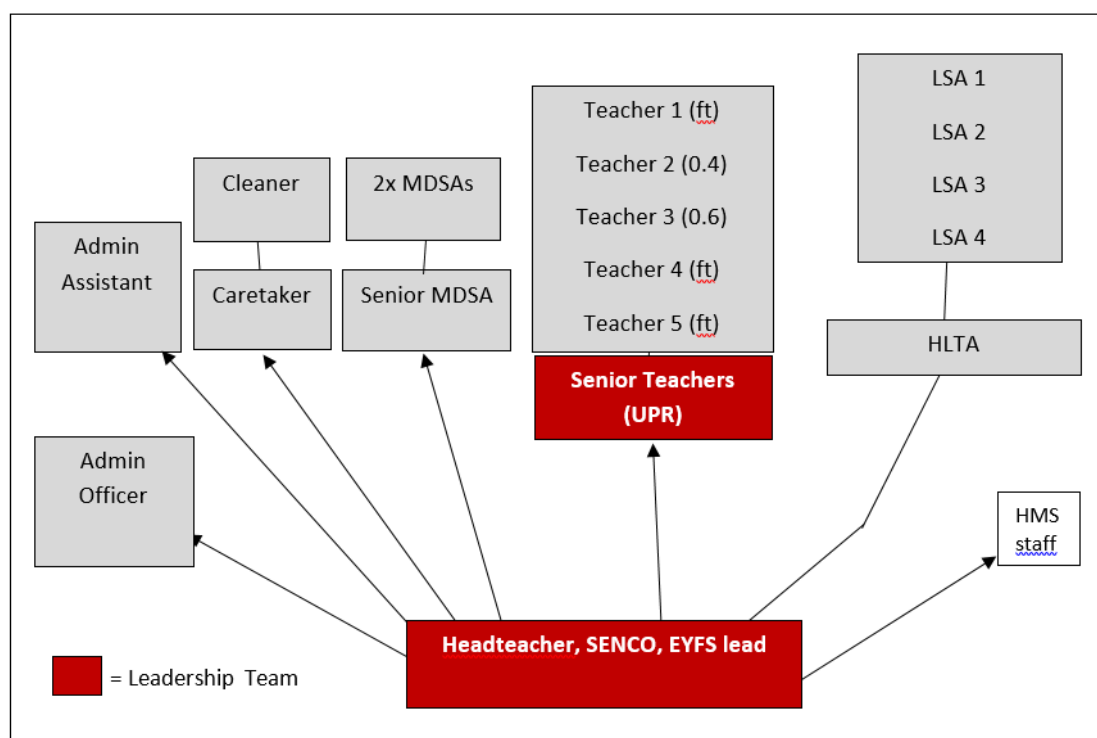 LSA 1
LSA 2
LSA 3
LSA 4
Teacher 1 (ft)
Teacher 2 (0.4)
Teacher 3 (0.6)
Teacher 4 (ft)
Teacher 5 (ft)
Cleaner
2x MDSAs
Admin
Assistant
Caretaker
Senior MDSA
HLTA
Senior Teachers
(UPR)
Admin
Officer
HMS
staff
Headteacher, SENCO, EYFS lead
= Leadership Team